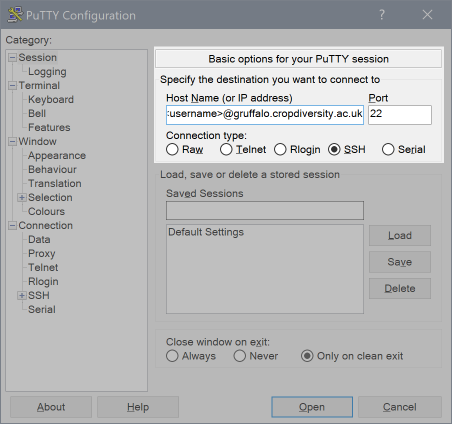 PuTTY Configuration
?
Category:
Session
Logging
Terminal
Keyboard
Bell
Features
Window
Appearance
Behaviour
Translation
Selection
Colours
Connection
Data
Proxy
Telnet
Rlogin
SSH
Serial
Basic options for your PuTTY session
Specify the destination you want to connect to
Host Name (or IP address) Port
<username>@gruffalo.cropdiversity.ac.uk 22
Connection type:
Raw Telnet Rlogin SSH Serial
Load, save or delete a stored session
Saved Sessions
Default Settings
Load
Save
Delete
Close window on exit:
Always Never Only on clean exit
About Help Open Cancel